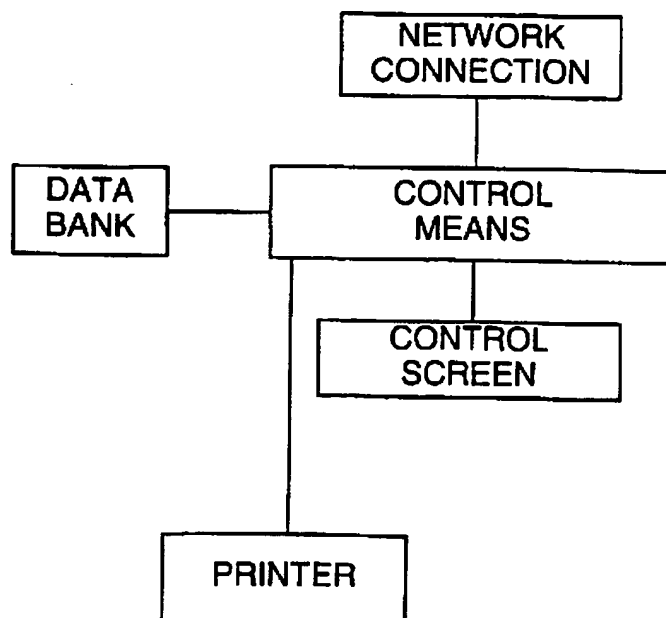 NETWORK
CONNECTION
DATA
BANK
CONTROL
MEANS
CONTROL
SCREEN
PRINTER